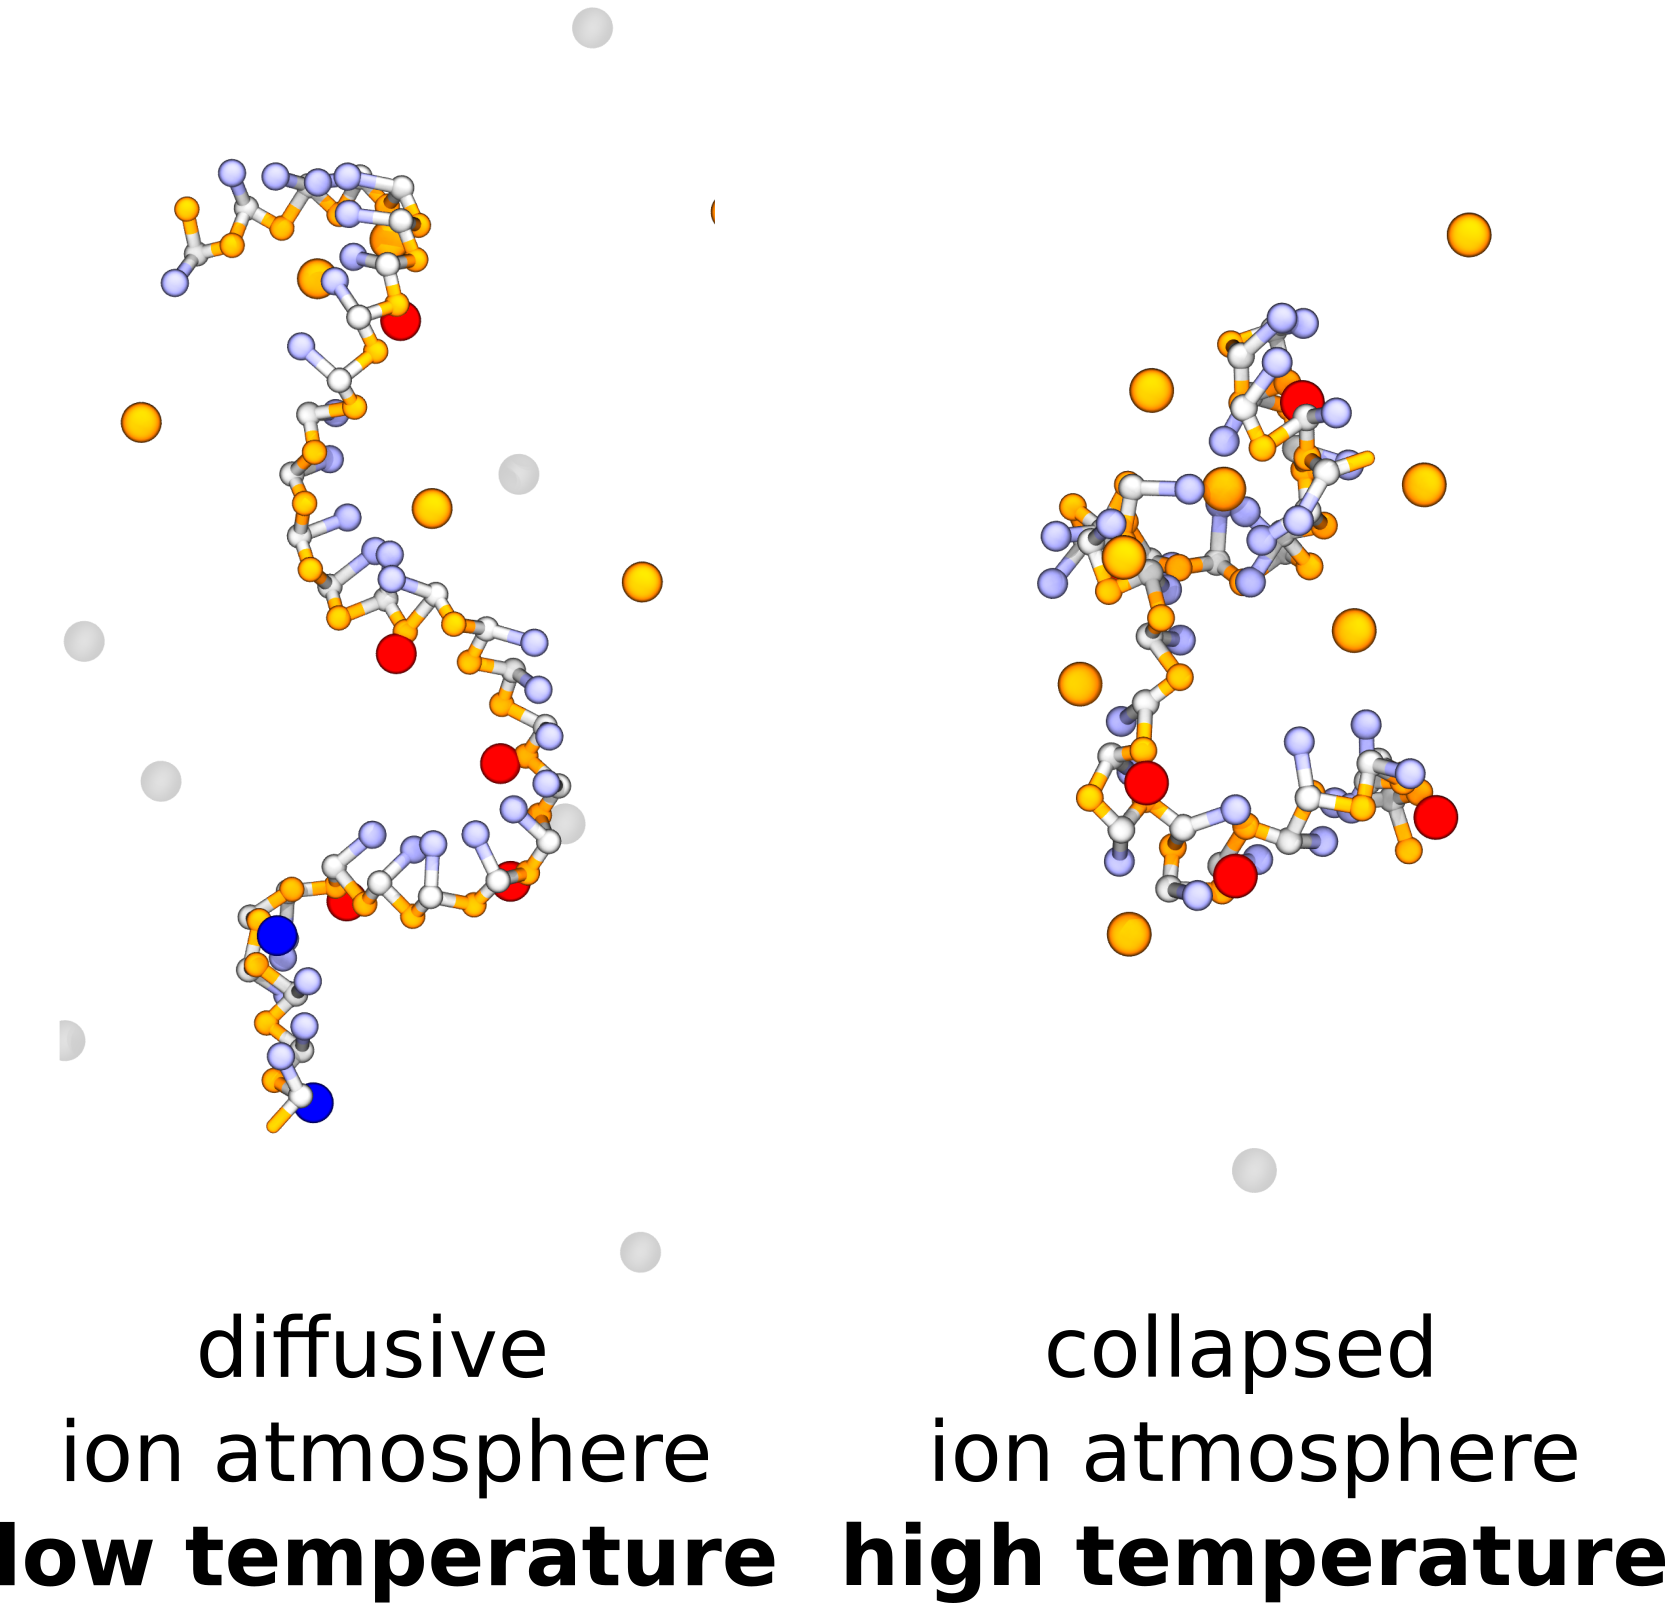 diffusive
ion atmosphere
low temperature
collapsed
ion atmosphere
high temperature